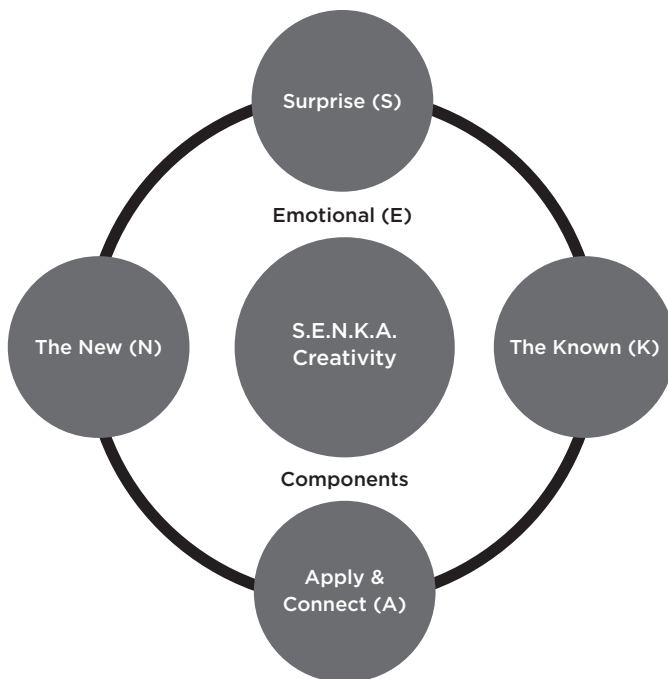 Surprise (S)
Emotional (E)
The New (N)
S.E.N.K.A.
Creativity
The Known (K)
Components
Apply &
Connect (A)